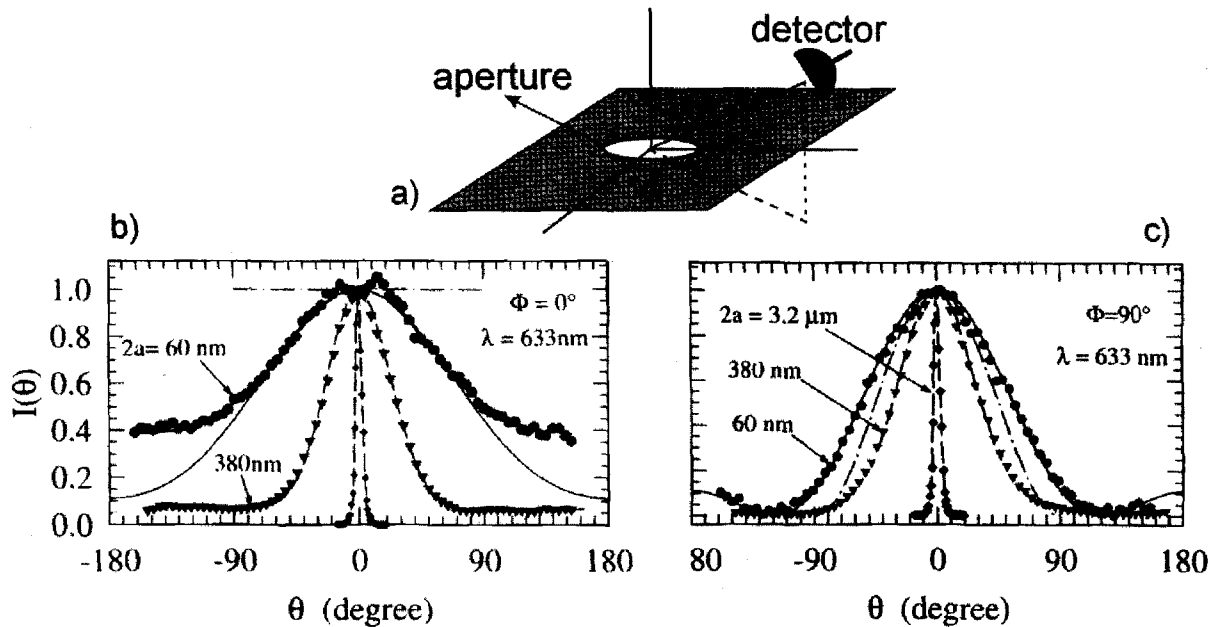 detector
aperture
a)
b)
c)
1.0
0.8
0.6
0.4
0.2
0.0
I(θ)
Φ = 0°
λ = 633nm
2a= 60 nm
380nm
-180 -90 0 90 180
θ (degree)
Φ=90°
λ = 633 nm
2a = 3.2 μm
380 nm
60 nm
80 -90 0 90 180
θ (degree)